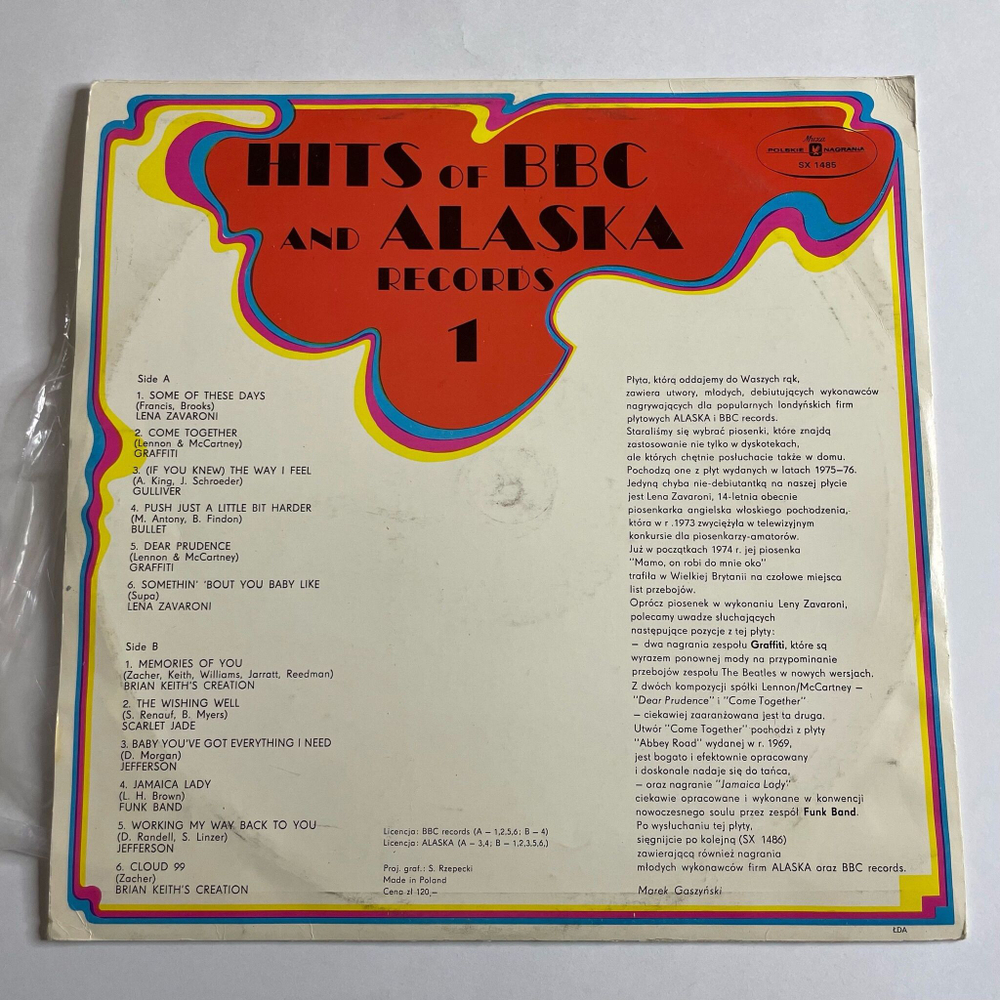 HITS OF BBC
AND ALASKA
RECORDS
1
Muza
POLSKIE NAGRANIA
SX 1485
Side A
1. SOME OF THESE DAYS
(Francis, Brooks)
LENA ZAVARONI
2. COME TOGETHER
(Lennon & McCartney)
GRAFFITI
3. (IF YOU KNEW) THE WAY I FEEL
(A. King, J. Schroeder)
GULLIVER
4. PUSH JUST A LITTLE BIT HARDER
(M. Antony, B. Findon)
BULLET
5. DEAR PRUDENCE
(Lennon & McCartney)
GRAFFITI
6. SOMETHIN' 'BOUT YOU BABY LIKE
(Supa)
LENA ZAVARONI
Side B
1. MEMORIES OF YOU
(Zacher, Keith, Williams, Jarratt, Reedman)
BRIAN KEITH'S CREATION
2. THE WISHING WELL
(S. Renauf, B. Myers)
SCARLET JADE
3. BABY YOU'VE GOT EVERYTHING I NEED
(D. Morgan)
JEFFERSON
4. JAMAICA LADY
(L. H. Brown)
FUNK BAND
5. WORKING MY WAY BACK TO YOU
(D. Randell, S. Linzer)
JEFFERSON
6. CLOUD 99
(Zacher)
BRIAN KEITH'S CREATION
Licencja: BBC records (A – 1,2,5,6; B – 4)
Licencja: ALASKA (A – 3,4; B – 1,2,3,5,6,)
Proj. graf.: S. Rzepecki
Made in Poland
Cena zł 120,–
Płyta, którą oddajemy do Waszych rąk,
zawiera utwory, młodych, debiutujących wykonawców
nagrywających dla popularnych londyńskich firm
płytowych ALASKA i BBC records.
Staraliśmy się wybrać piosenki, które znajdą
zastosowanie nie tylko w dyskotekach,
ale których chętnie posłuchacie także w domu.
Pochodzą one z płyt wydanych w latach 1975–76.
Jedyną chyba nie-debiutantką na naszej płycie
jest Lena Zavaroni, 14-letnia obecnie
piosenkarka angielska włoskiego pochodzenia,
która w r .1973 zwyciężyła w telewizyjnym
konkursie dla piosenkarzy-amatorów.
Już w początkach 1974 r. jej piosenka
"Mamo, on robi do mnie oko"
trafiła w Wielkiej Brytanii na czołowe miejsca
list przebojów.
Oprócz piosenek w wykonaniu Leny Zavaroni,
polecamy uwadze słuchających
następujące pozycje z tej płyty:
– dwa nagrania zespołu Graffiti, które są
wyrazem ponownej mody na przypominanie
przebojów zespołu The Beatles w nowych wersjach.
Z dwóch kompozycji spółki Lennon/McCartney –
"Dear Prudence" i "Come Together"
– ciekawiej zaaranżowana jest ta druga.
Utwór "Come Together" pochodzi z płyty
"Abbey Road" wydanej w r. 1969,
jest bogato i efektownie opracowany
i doskonale nadaje się do tańca,
– oraz nagranie "Jamaica Lady"
ciekawie opracowane i wykonane w konwencji
nowoczesnego soulu przez zespół Funk Band.
Po wysłuchaniu tej płyty,
sięgnijcie po kolejną (SX 1486)
zawierającą również nagrania
młodych wykonawców firm ALASKA oraz BBC records.
Marek Gaszyński
ŁDA